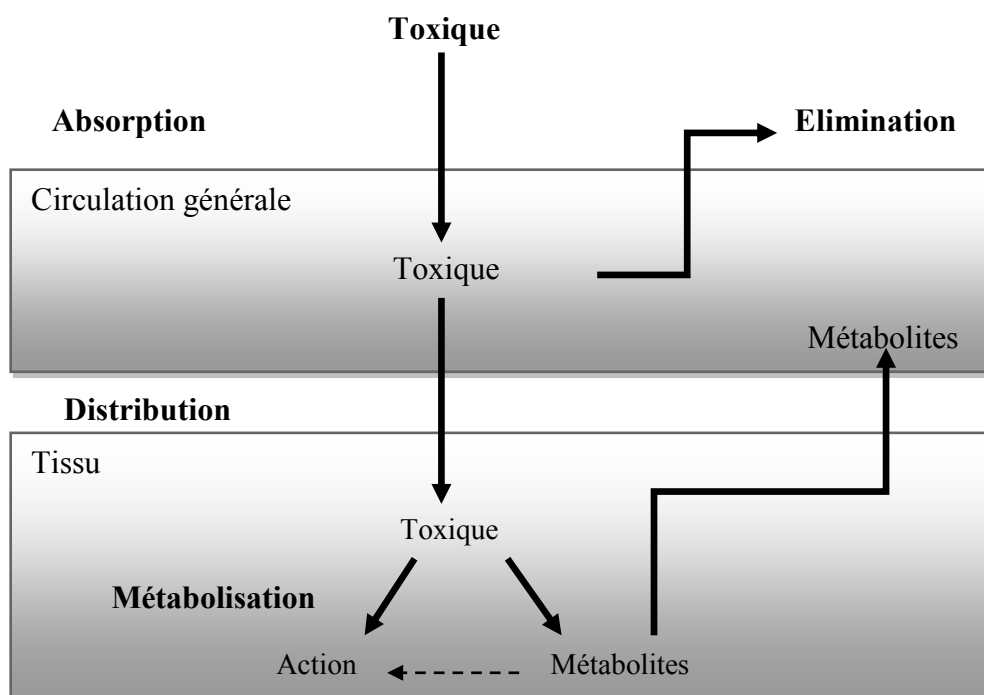 Toxique
Absorption
Elimination
Circulation générale
Toxique
Métabolites
Distribution
Tissu
Toxique
Métabolisation
Action
Métabolites